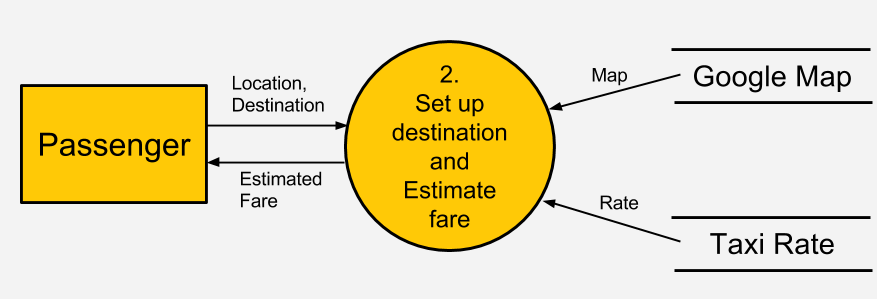 Passenger
Location,
Destination
Estimated
Fare
2.
Set up
destination
and
Estimate
fare
Map
Google Map
Rate
Taxi Rate